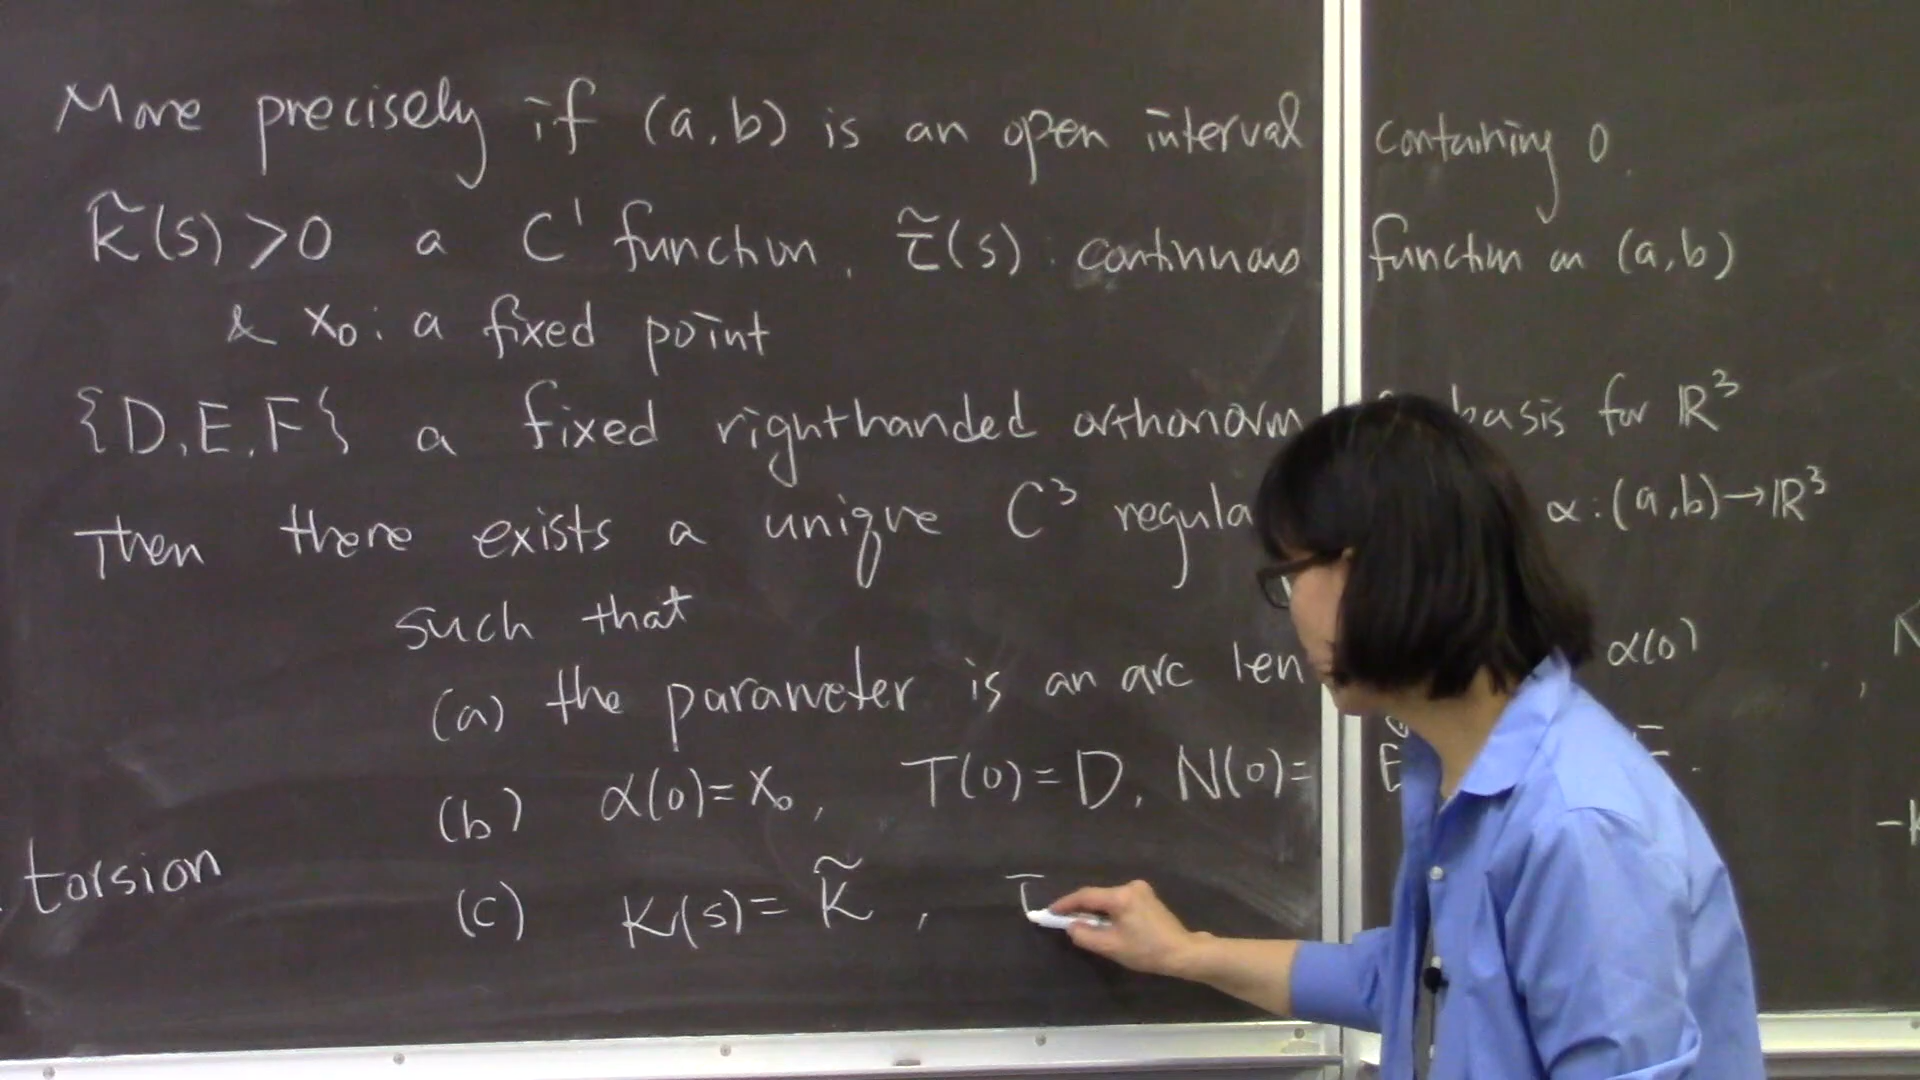 More precisely if (a,b) is an open interval containing 0.
κ̃(s)>0 a C¹ function, τ̃(s): continuous function on (a,b)
& x₀: a fixed point
{D,E,F} a fixed righthanded orthonorm basis for ℝ³
Then there exists a unique C³ regula α:(a,b)→ℝ³
such that
(a) the parameter is an arc len α(0)
(b) α(0)=x₀, T(0)=D, N(0)=E
torsion
(c) κ(s)=κ̃, τ